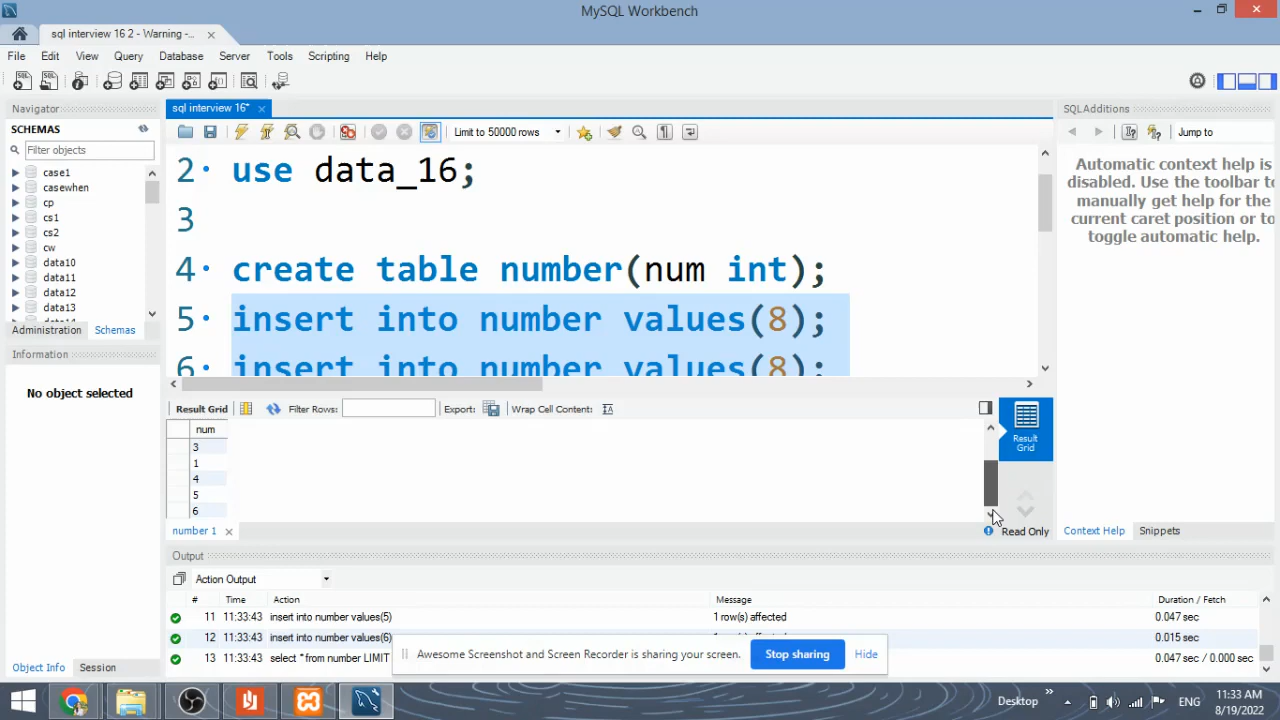 MySQL Workbench
sql interview 16 2 - Warning -...
File Edit View Query Database Server Tools Scripting Help
Navigator
SCHEMAS
Filter objects
case1
casewhen
cp
cs1
cs2
cw
data10
data11
data12
data13
Administration Schemas
Information
No object selected
Object Info Session
sql interview 16*
Limit to 50000 rows
2 use data_16;
3
4 create table number(num int);
5 insert into number values(8);
6 insert into number values(8);
Result Grid Filter Rows: Export: Wrap Cell Content:
num
3
1
4
5
6
Result Grid
number 1
Read Only
SQLAdditions
Jump to
Automatic context help is
disabled. Use the toolbar to
manually get help for the
current caret position or to
toggle automatic help.
Context Help Snippets
Output
Action Output
# Time Action Message Duration / Fetch
11 11:33:43 insert into number values(5) 1 row(s) affected 0.047 sec
12 11:33:43 insert into number values(6) 0.015 sec
13 11:33:43 select * from number LIMIT 0.047 sec / 0.000 sec
Awesome Screenshot and Screen Recorder is sharing your screen. Stop sharing Hide
Desktop ENG 11:33 AM
8/19/2022